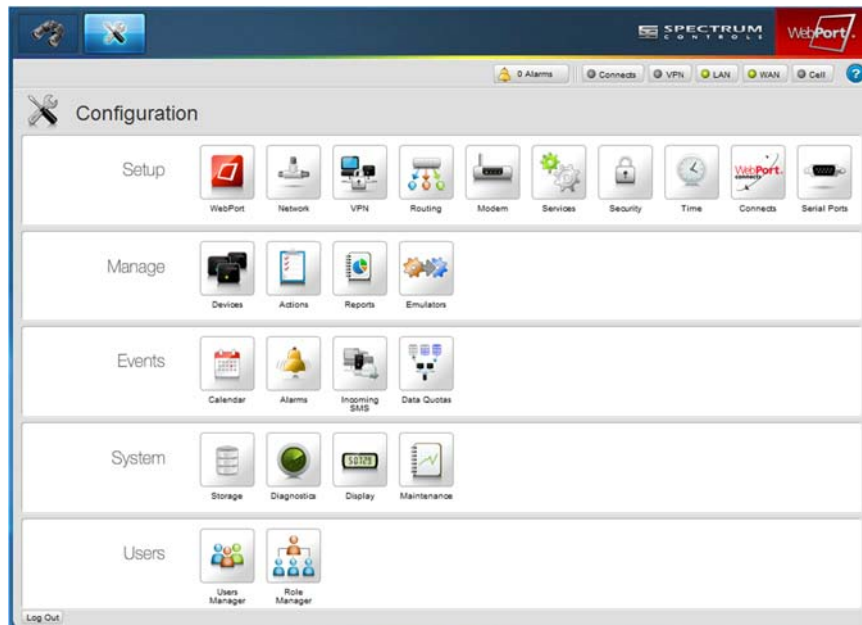 SPECTRUM
CONTROLS
WebPort.
0 Alarms
Connects
VPN
LAN
WAN
Cell
?
Configuration
Setup
WebPort
Network
VPN
Routing
Modem
Services
Security
Time
WebPort.
connects
Connects
Serial Ports
Manage
Devices
Actions
Reports
Emulators
Events
Calendar
Alarms
Incoming
SMS
Data Quotas
System
Storage
Diagnostics
Display
Maintenance
Users
Users
Manager
Role
Manager
Log Out